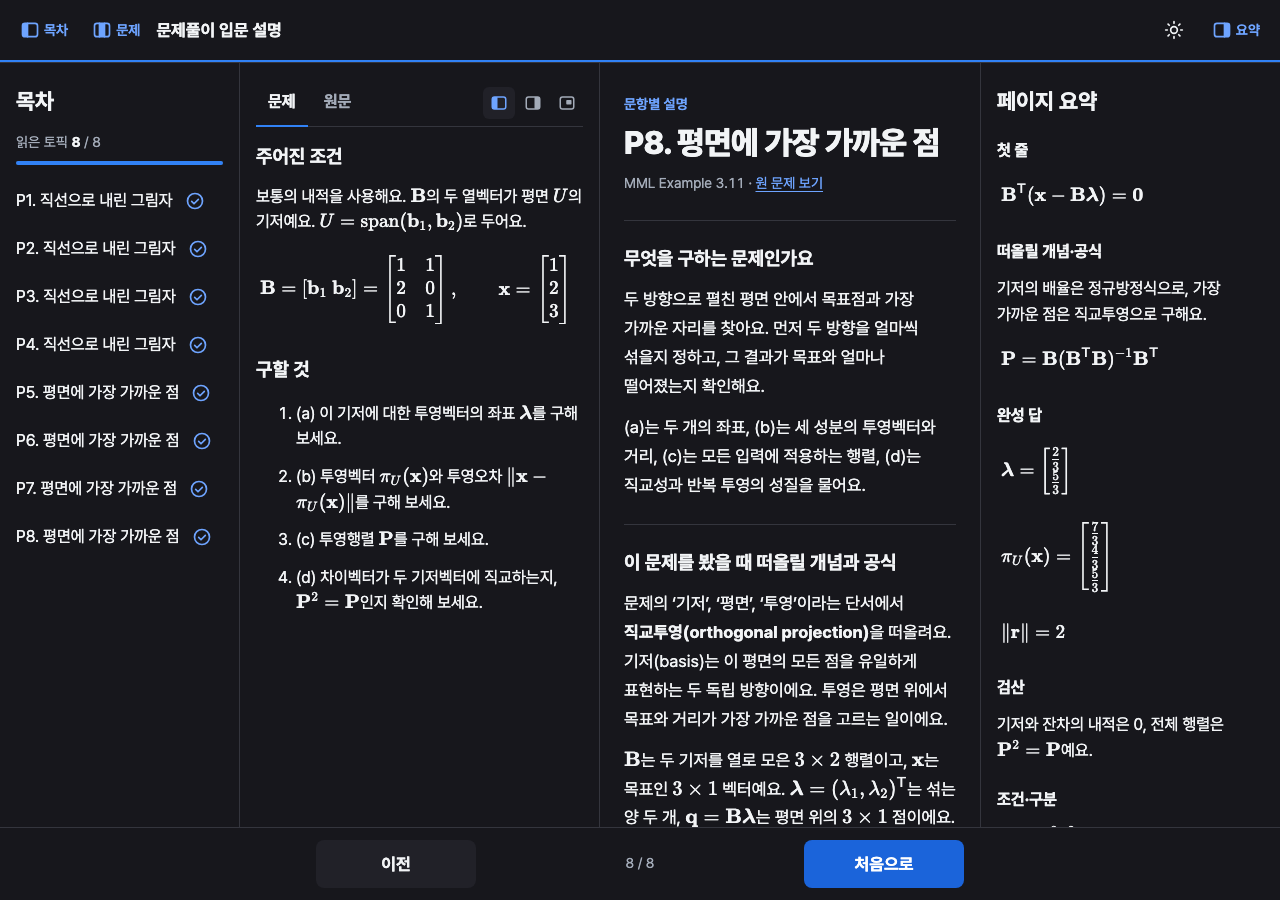 목차 문제 문제풀이 입문 설명 요약
목차
읽은 토픽 8 / 8
P1. 직선으로 내린 그림자
P2. 직선으로 내린 그림자
P3. 직선으로 내린 그림자
P4. 직선으로 내린 그림자
P5. 평면에 가장 가까운 점
P6. 평면에 가장 가까운 점
P7. 평면에 가장 가까운 점
P8. 평면에 가장 가까운 점
문제 원문
주어진 조건
보통의 내적을 사용해요. B의 두 열벡터가 평면 U의
기저예요. U = span(b₁, b₂)로 두어요.
B = [b₁ b₂] = [1 1; 2 0; 0 1], x = [1; 2; 3]
구할 것
1. (a) 이 기저에 대한 투영벡터의 좌표 λ를 구해
보세요.
2. (b) 투영벡터 π_U(x)와 투영오차 ‖x −
π_U(x)‖를 구해 보세요.
3. (c) 투영행렬 P를 구해 보세요.
4. (d) 차이벡터가 두 기저벡터에 직교하는지,
P² = P인지 확인해 보세요.
문항별 설명
P8. 평면에 가장 가까운 점
MML Example 3.11 · 원 문제 보기
무엇을 구하는 문제인가요
두 방향으로 펼친 평면 안에서 목표점과 가장
가까운 자리를 찾아요. 먼저 두 방향을 얼마씩
섞을지 정하고, 그 결과가 목표와 얼마나
떨어졌는지 확인해요.
(a)는 두 개의 좌표, (b)는 세 성분의 투영벡터와
거리, (c)는 모든 입력에 적용하는 행렬, (d)는
직교성과 반복 투영의 성질을 물어요.
이 문제를 봤을 때 떠올릴 개념과 공식
문제의 ‘기저’, ‘평면’, ‘투영’이라는 단서에서
직교투영(orthogonal projection)을 떠올려요.
기저(basis)는 이 평면의 모든 점을 유일하게
표현하는 두 독립 방향이에요. 투영은 평면 위에서
목표와 거리가 가장 가까운 점을 고르는 일이에요.
B는 두 기저를 열로 모은 3 × 2 행렬이고, x는
목표인 3 × 1 벡터예요. λ = (λ₁, λ₂)ᵀ는 섞는
양 두 개, q = Bλ는 평면 위의 3 × 1 점이에요.
페이지 요약
첫 줄
Bᵀ(x − Bλ) = 0
떠올릴 개념·공식
기저의 배율은 정규방정식으로, 가장
가까운 점은 직교투영으로 구해요.
P = B(BᵀB)⁻¹Bᵀ
완성 답
λ = [2/3; 5/3]
π_U(x) = [7/3; 4/3; 5/3]
‖r‖ = 2
검산
기저와 잔차의 내적은 0, 전체 행렬은
P² = P예요.
조건·구분
이전 8 / 8 처음으로